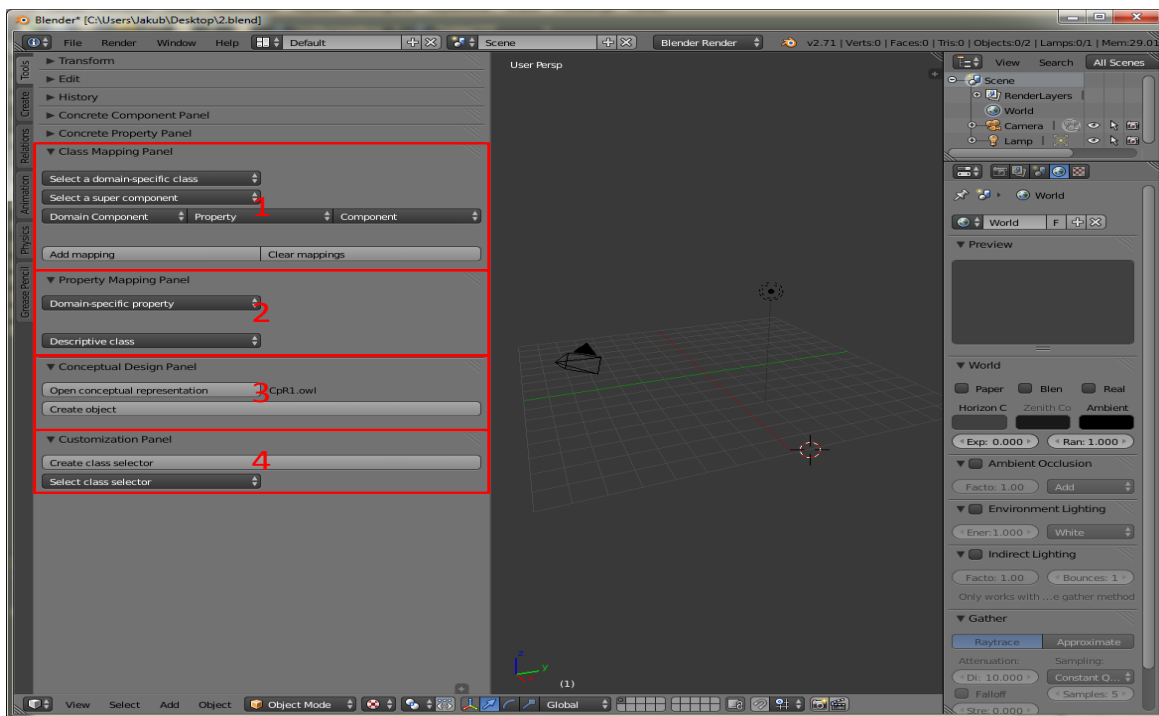 Blender* [C:\Users\Jakub\Desktop\2.blend]
File Render Window Help Default Scene Blender Render v2.71 | Verts:0 | Faces:0 | Tris:0 | Objects:0/2 | Lamps:0/1 | Mem:29.01
Tools
Create
Relations
Animation
Physics
Grease Pencil
Transform
Edit
History
Concrete Component Panel
Concrete Property Panel
Class Mapping Panel
Select a domain-specific class
Select a super component
1
Domain Component Property Component
Add mapping Clear mappings
Property Mapping Panel
Domain-specific property
2
Descriptive class
Conceptual Design Panel
Open conceptual representation CpR1.owl
3
Create object
Customization Panel
Create class selector
4
Select class selector
User Persp
z
y
(1)
View Select Add Object Object Mode Global
View Search All Scenes
Scene
RenderLayers |
World
Camera |
Lamp |
World
World F
Preview
World
Paper Blen Real
Horizon C Zenith Co Ambient
Exp: 0.000 Ran: 1.000
Ambient Occlusion
Facto: 1.00 Add
Environment Lighting
Ener:1.000 White
Indirect Lighting
Facto: 1.00 Bounces: 1
Only works with ...e gather method
Gather
Raytrace Approximate
Attenuation: Sampling:
Di: 10.000 Constant Q...
Falloff Samples: 5
Stre: 0.000